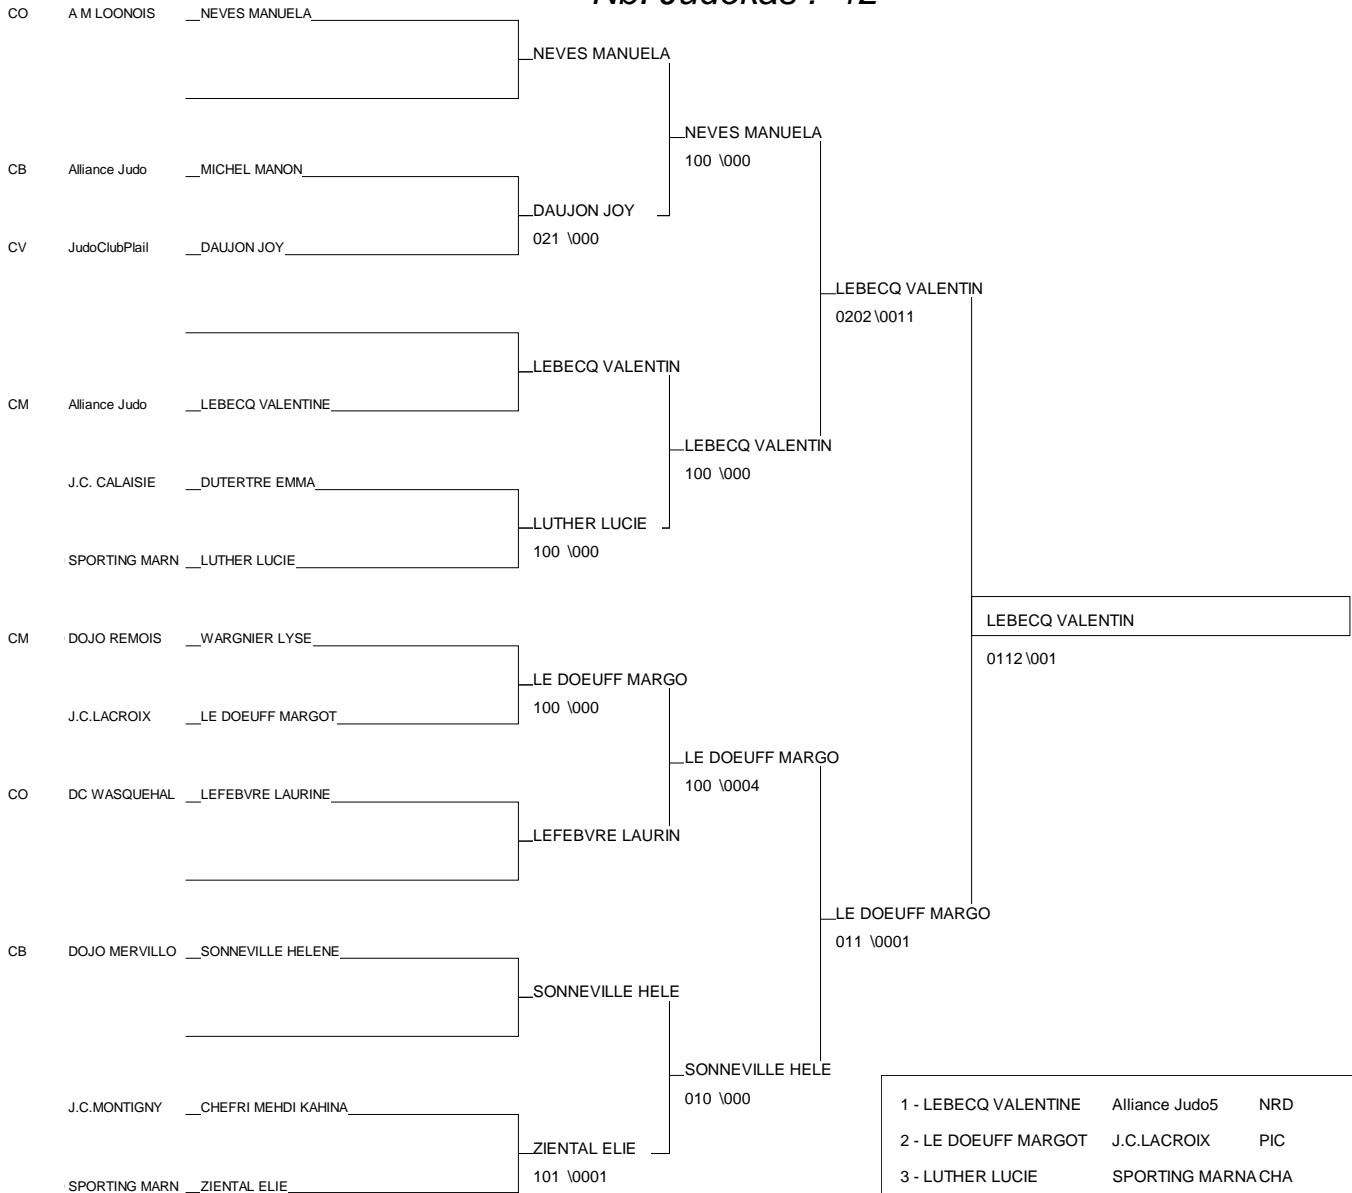 Nbr Judokas : 12
CO A M LOONOIS NEVES MANUELA
NEVES MANUELA
NEVES MANUELA
100 \000
CB Alliance Judo MICHEL MANON
DAUJON JOY
021 \000
CV JudoClubPlail DAUJON JOY
LEBECQ VALENTIN
0202 \0011
LEBECQ VALENTIN
CM Alliance Judo LEBECQ VALENTINE
LEBECQ VALENTIN
100 \000
J.C. CALAISIE DUTERTRE EMMA
LUTHER LUCIE
100 \000
SPORTING MARN LUTHER LUCIE
LEBECQ VALENTIN
0112 \001
CM DOJO REMOIS WARGNIER LYSE
LE DOEUFF MARGO
100 \000
J.C.LACROIX LE DOEUFF MARGOT
LE DOEUFF MARGO
100 \0004
CO DC WASQUEHAL LEFEBVRE LAURINE
LEFEBVRE LAURIN
LE DOEUFF MARGO
011 \0001
CB DOJO MERVILLO SONNEVILLE HELENE
SONNEVILLE HELE
SONNEVILLE HELE
010 \000
J.C.MONTIGNY CHEFRI MEHDI KAHINA
ZIENTAL ELIE
101 \0001
SPORTING MARN ZIENTAL ELIE
1 - LEBECQ VALENTINE Alliance Judo5 NRD
2 - LE DOEUFF MARGOT J.C.LACROIX PIC
3 - LUTHER LUCIE SPORTING MARNA CHA